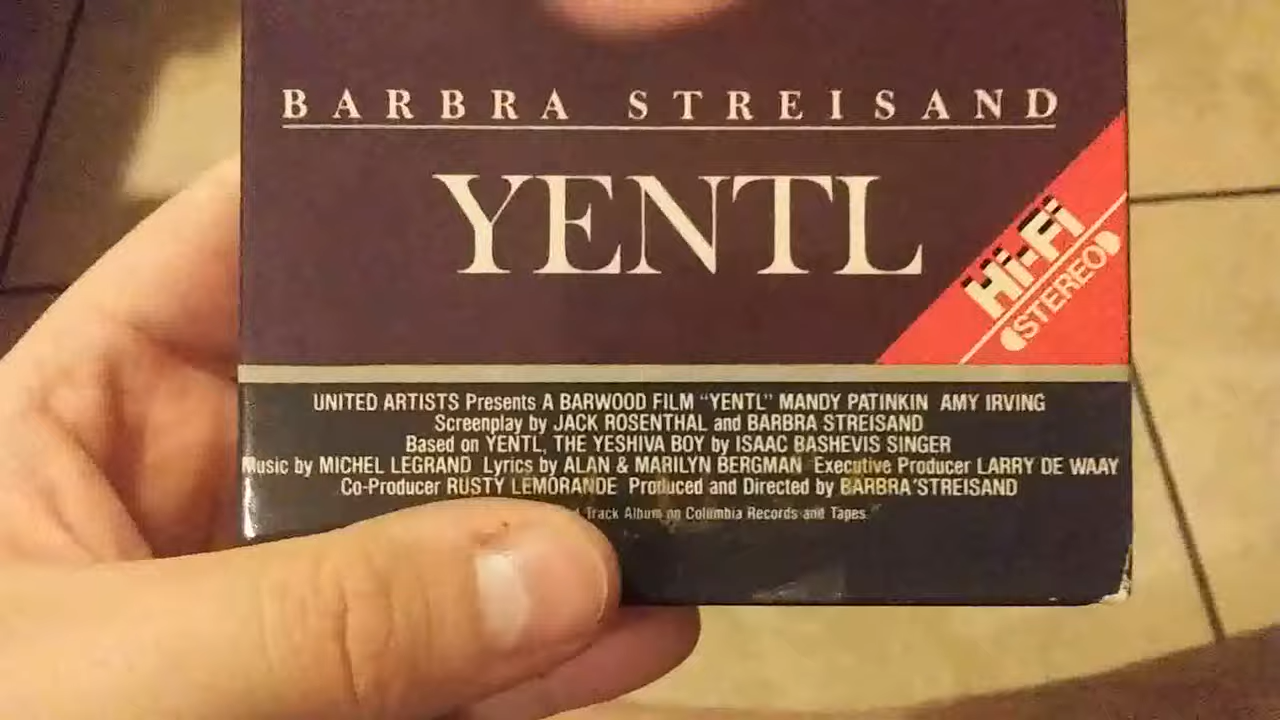 BARBRA STREISAND
YENTL
Hi-Fi
STEREO
UNITED ARTISTS Presents A BARWOOD FILM "YENTL" MANDY PATINKIN AMY IRVING
Screenplay by JACK ROSENTHAL and BARBRA STREISAND
Based on YENTL, THE YESHIVA BOY by ISAAC BASHEVIS SINGER
Music by MICHEL LEGRAND Lyrics by ALAN & MARILYN BERGMAN Executive Producer LARRY DE WAAY
Co-Producer RUSTY LEMORANDE Produced and Directed by BARBRA STREISAND
Track Album on Columbia Records and Tapes.